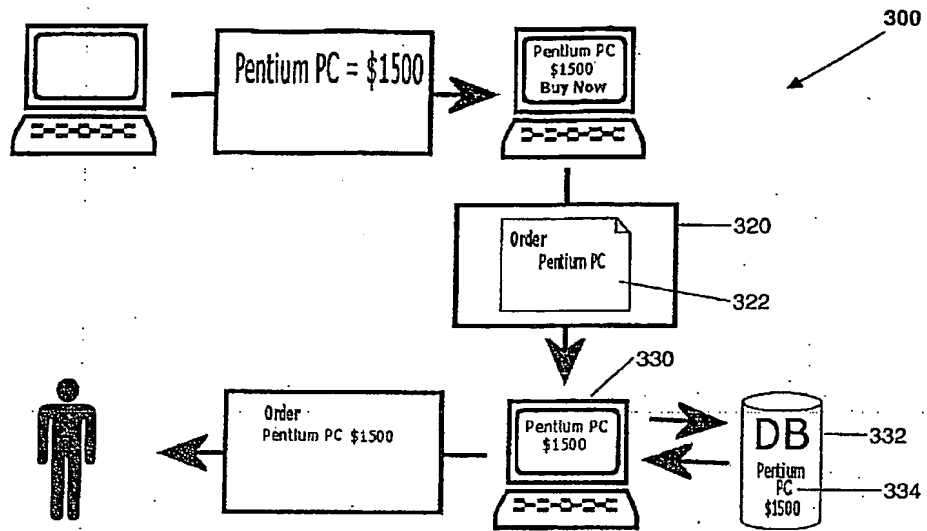 300
Pentium PC = $1500
Pentium PC
$1500
Buy Now
320
Order
Pentium PC
322
330
Order
Pentium PC $1500
Pentium PC
$1500
DB
332
Pentium
PC
334
$1500